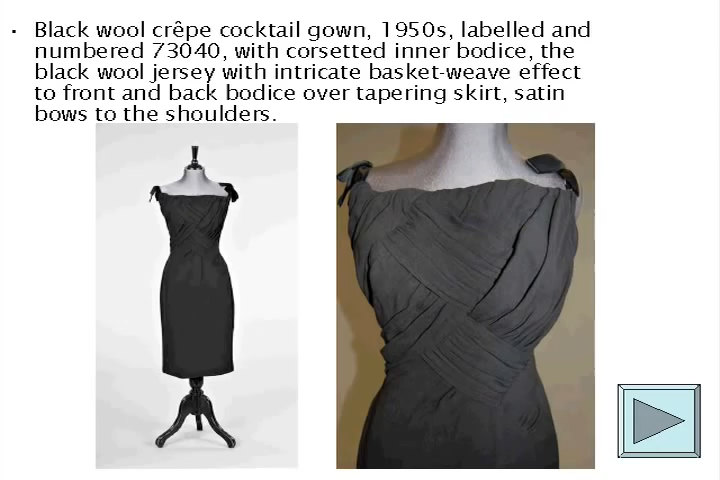 • Black wool crêpe cocktail gown, 1950s, labelled and
numbered 73040, with corsetted inner bodice, the
black wool jersey with intricate basket-weave effect
to front and back bodice over tapering skirt, satin
bows to the shoulders.